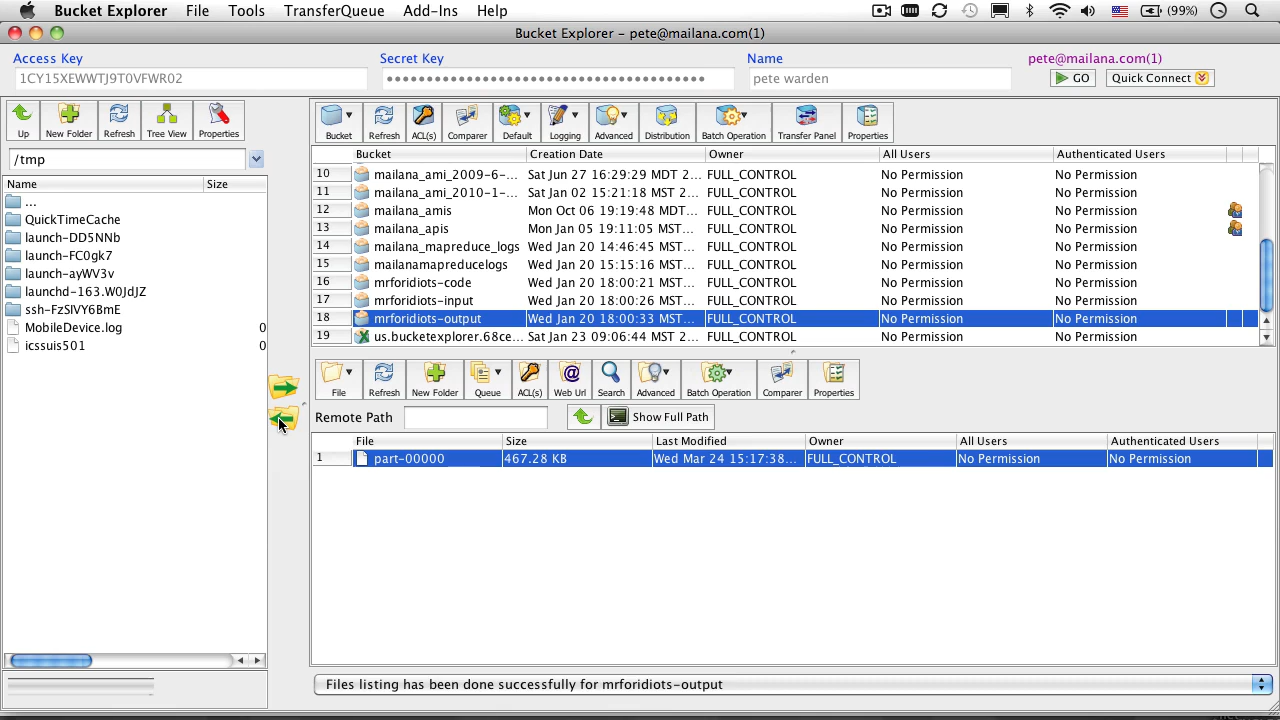 Bucket Explorer File Tools TransferQueue Add-Ins Help (99%)
Bucket Explorer – pete@mailana.com(1)
Access Key Secret Key Name pete@mailana.com(1)
1CY15XEWWTJ9T0VFWR02 pete warden GO Quick Connect
Up New Folder Refresh Tree View Properties
Bucket Refresh ACL(s) Comparer Default Logging Advanced Distribution Batch Operation Transfer Panel Properties
/tmp
Name Size
...
QuickTimeCache
launch-DD5NNb
launch-FC0gk7
launch-ayWV3v
launchd-163.W0JdJZ
ssh-FzSIVY6BmE
MobileDevice.log 0
icssuis501 0
Bucket Creation Date Owner All Users Authenticated Users
10 mailana_ami_2009-6-... Sat Jun 27 16:29:29 MDT 2... FULL_CONTROL No Permission No Permission
11 mailana_ami_2010-1-... Sat Jan 02 15:21:18 MST 2... FULL_CONTROL No Permission No Permission
12 mailana_amis Mon Oct 06 19:19:48 MDT... FULL_CONTROL No Permission No Permission
13 mailana_apis Mon Jan 05 19:11:05 MST... FULL_CONTROL No Permission No Permission
14 mailana_mapreduce_logs Wed Jan 20 14:46:45 MST... FULL_CONTROL No Permission No Permission
15 mailanamapreducelogs Wed Jan 20 15:15:16 MST... FULL_CONTROL No Permission No Permission
16 mrforidiots-code Wed Jan 20 18:00:21 MST... FULL_CONTROL No Permission No Permission
17 mrforidiots-input Wed Jan 20 18:00:26 MST... FULL_CONTROL No Permission No Permission
18 mrforidiots-output Wed Jan 20 18:00:33 MST... FULL_CONTROL No Permission No Permission
19 us.bucketexplorer.68ce... Sat Jan 23 09:06:44 MST 2... FULL_CONTROL No Permission No Permission
File Refresh New Folder Queue ACL(s) Web Url Search Advanced Batch Operation Comparer Properties
Remote Path Show Full Path
File Size Last Modified Owner All Users Authenticated Users
1 part-00000 467.28 KB Wed Mar 24 15:17:38... FULL_CONTROL No Permission No Permission
Files listing has been done successfully for mrforidiots-output